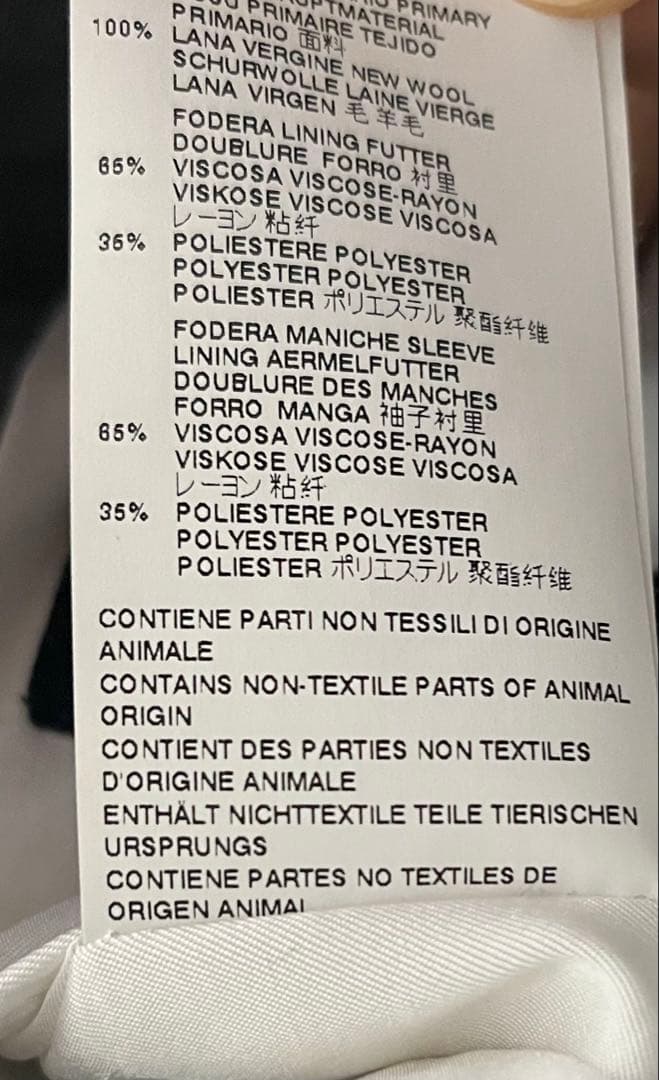 PRIMARY
PRIMAIRE TEJIDO
PRIMARIO 面料
100% LANA VERGINE NEW WOOL
SCHURWOLLE LAINE VIERGE
LANA VIRGEN 毛 羊毛
FODERA LINING FUTTER
DOUBLURE FORRO 衬里
65% VISCOSA VISCOSE-RAYON
VISKOSE VISCOSE VISCOSA
レーヨン 粘纤
35% POLIESTERE POLYESTER
POLYESTER POLYESTER
POLIESTER ポリエステル 聚酯纤维
FODERA MANICHE SLEEVE
LINING AERMELFUTTER
DOUBLURE DES MANCHES
FORRO MANGA 袖子衬里
65% VISCOSA VISCOSE-RAYON
VISKOSE VISCOSE VISCOSA
レーヨン 粘纤
35% POLIESTERE POLYESTER
POLYESTER POLYESTER
POLIESTER ポリエステル 聚酯纤维
CONTIENE PARTI NON TESSILI DI ORIGINE
ANIMALE
CONTAINS NON-TEXTILE PARTS OF ANIMAL
ORIGIN
CONTIENT DES PARTIES NON TEXTILES
D'ORIGINE ANIMALE
ENTHÄLT NICHTTEXTILE TEILE TIERISCHEN
URSPRUNGS
CONTIENE PARTES NO TEXTILES DE
ORIGEN ANIMAL